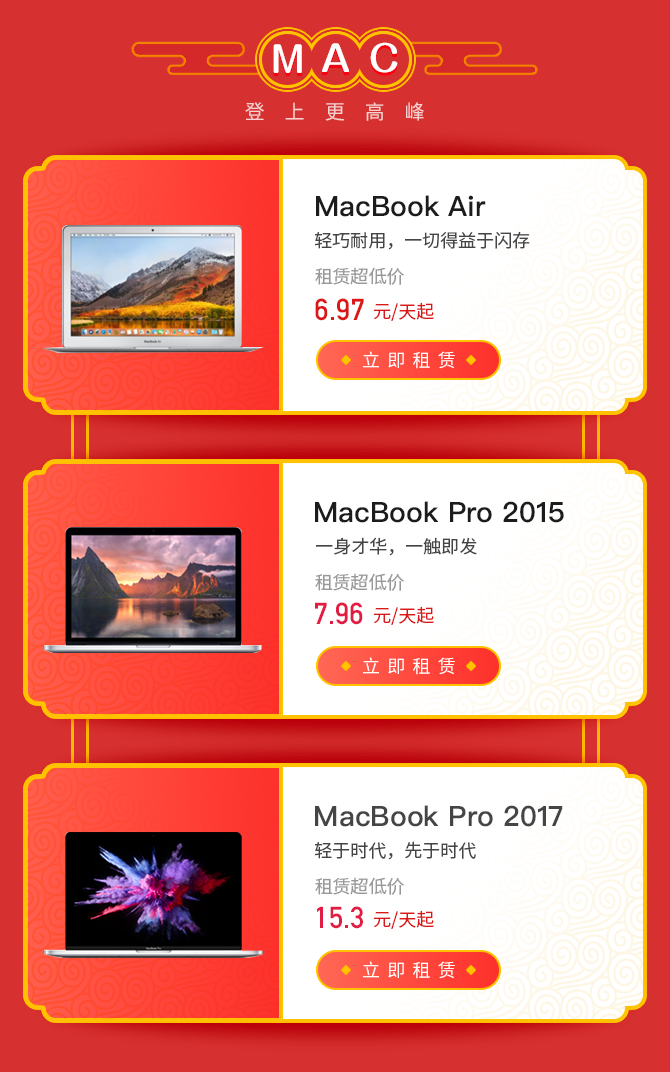 MAC
登上更高峰
MacBook Air
轻巧耐用，一切得益于闪存
租赁超低价
6.97 元/天起
立即租赁
MacBook Pro 2015
一身才华，一触即发
租赁超低价
7.96 元/天起
立即租赁
MacBook Pro 2017
轻于时代，先于时代
租赁超低价
15.3 元/天起
立即租赁